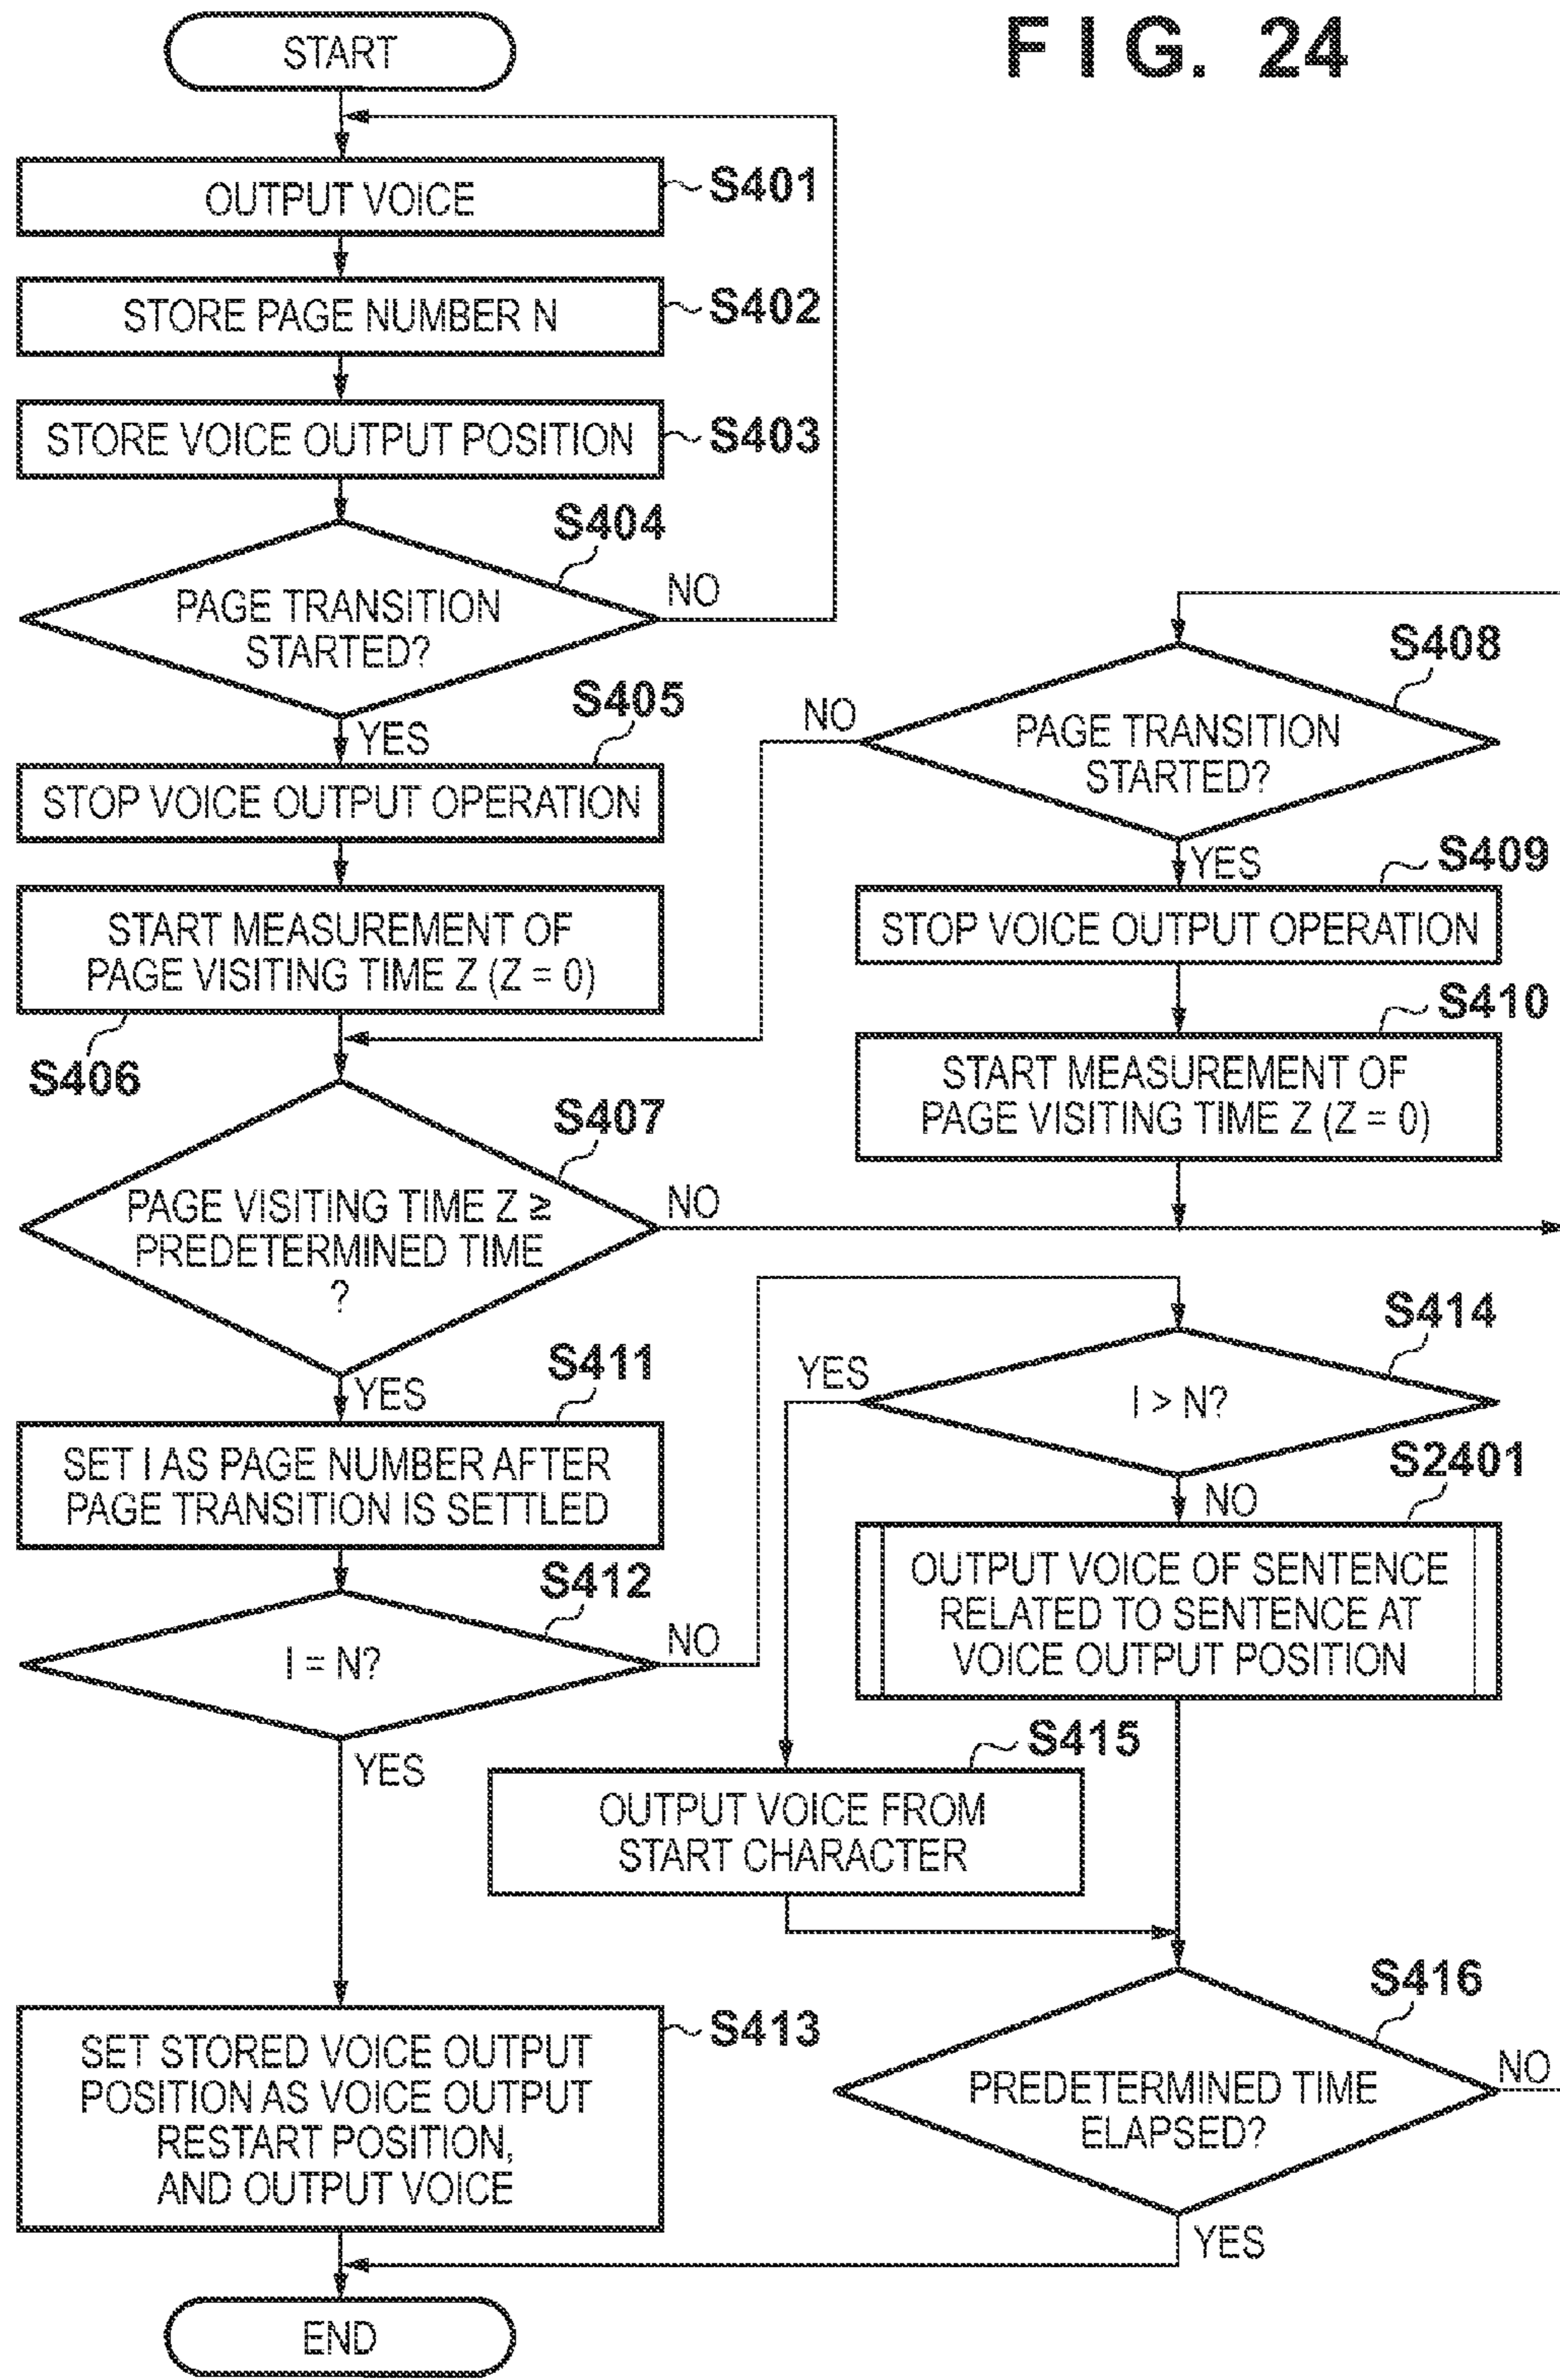 FIG. 24
START
OUTPUT VOICE
S401
STORE PAGE NUMBER N
S402
STORE VOICE OUTPUT POSITION
S403
S404
PAGE TRANSITION
STARTED?
NO
YES
S405
STOP VOICE OUTPUT OPERATION
START MEASUREMENT OF
PAGE VISITING TIME Z (Z = 0)
S406
S407
PAGE VISITING TIME Z ≧
PREDETERMINED TIME
?
NO
YES
S408
PAGE TRANSITION
STARTED?
NO
YES
S409
STOP VOICE OUTPUT OPERATION
S410
START MEASUREMENT OF
PAGE VISITING TIME Z (Z = 0)
S411
SET I AS PAGE NUMBER AFTER
PAGE TRANSITION IS SETTLED
S412
I = N?
NO
YES
S414
I > N?
YES
NO
S2401
OUTPUT VOICE OF SENTENCE
RELATED TO SENTENCE AT
VOICE OUTPUT POSITION
S415
OUTPUT VOICE FROM
START CHARACTER
S413
SET STORED VOICE OUTPUT
POSITION AS VOICE OUTPUT
RESTART POSITION,
AND OUTPUT VOICE
S416
PREDETERMINED TIME
ELAPSED?
NO
YES
END